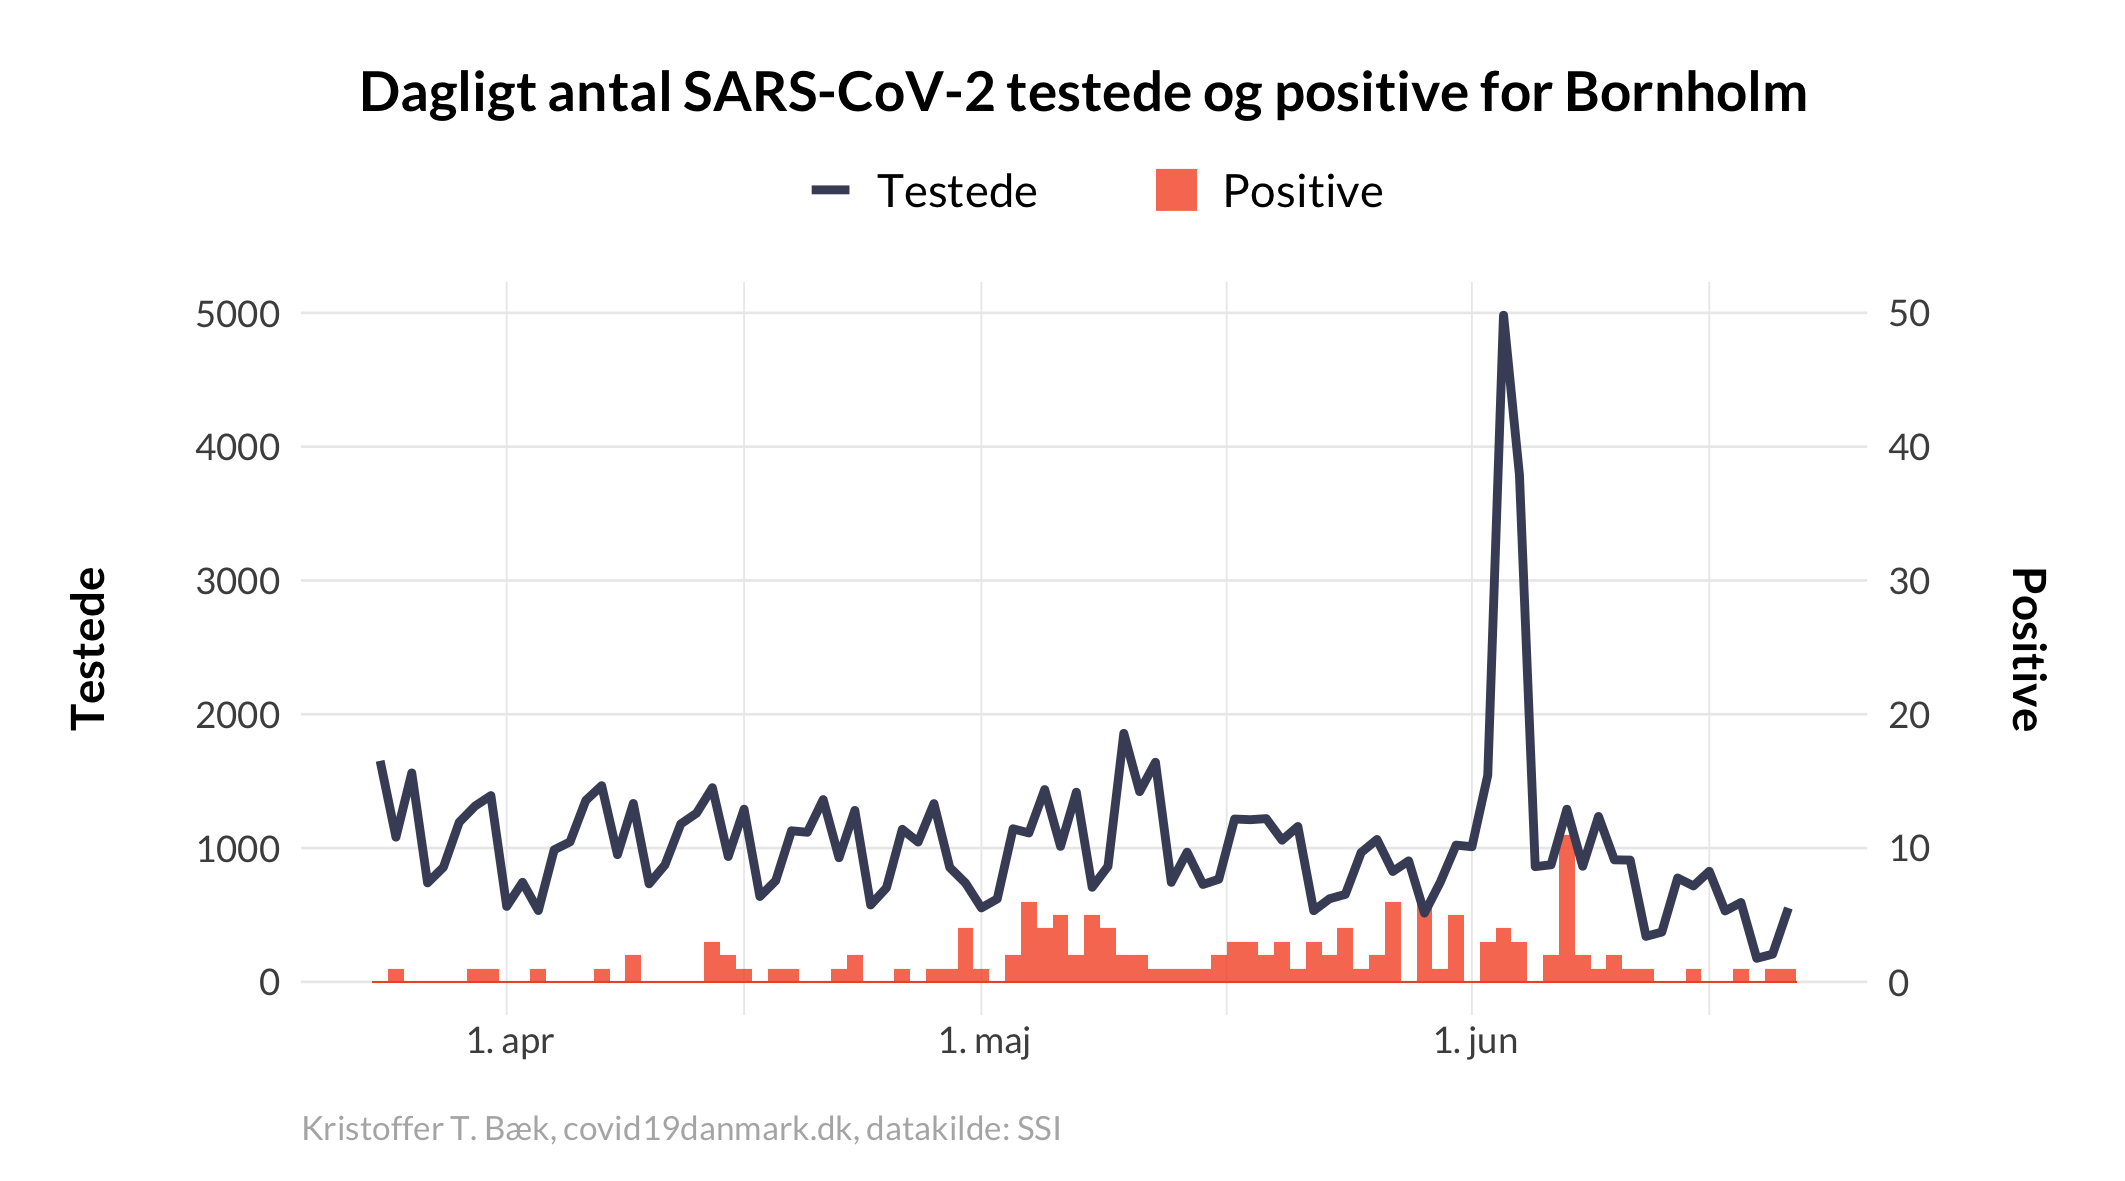 Dagligt antal SARS-CoV-2 testede og positive for Bornholm
Testede
Positive
5000
4000
3000
2000
1000
0
50
40
30
20
10
0
Testede
Positive
1. apr
1. maj
1. jun
Kristoffer T. Bæk, covid19danmark.dk, datakilde: SSI